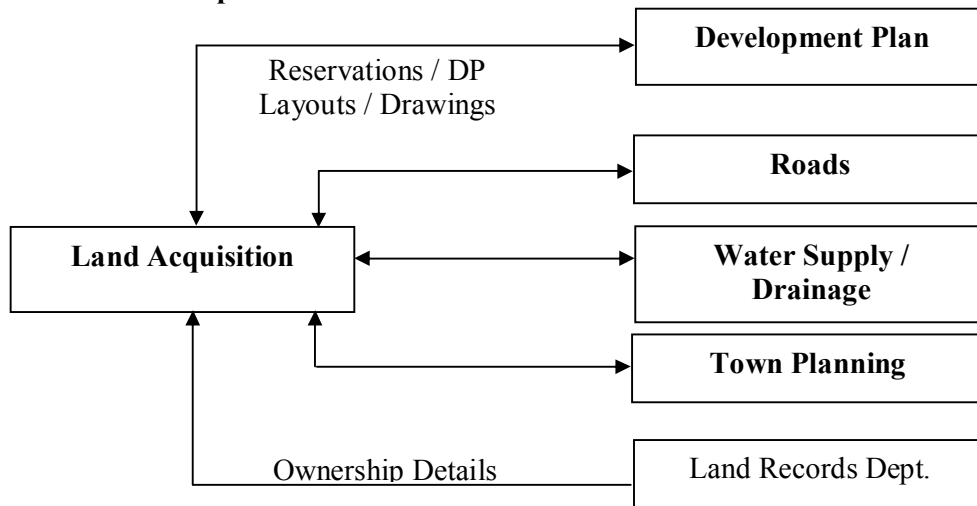 Development Plan
Reservations / DP
Layouts / Drawings
Roads
Land Acquisition
Water Supply /
Drainage
Town Planning
Ownership Details
Land Records Dept.